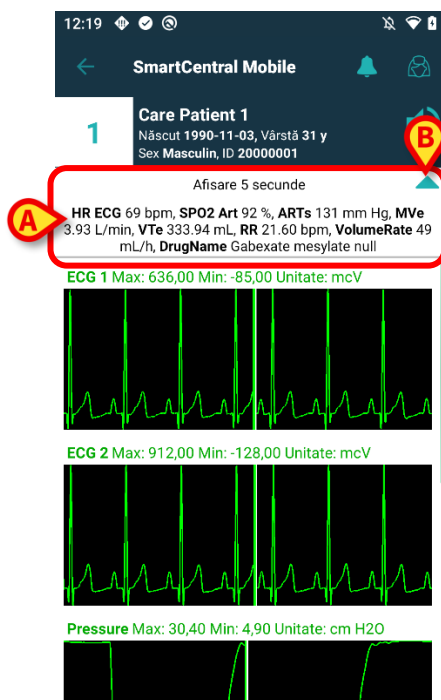 12:19
SmartCentral Mobile
1
Care Patient 1
Născut 1990-11-03, Vârstă 31 y
Sex Masculin, ID 20000001
B
Afisare 5 secunde
A
HR ECG 69 bpm, SPO2 Art 92 %, ARTs 131 mm Hg, MVe
3.93 L/min, VTe 333.94 mL, RR 21.60 bpm, VolumeRate 49
mL/h, DrugName Gabexate mesylate null
ECG 1 Max: 636,00 Min: -85,00 Unitate: mcV
ECG 2 Max: 912,00 Min: -128,00 Unitate: mcV
Pressure Max: 30,40 Min: 4,90 Unitate: cm H2O